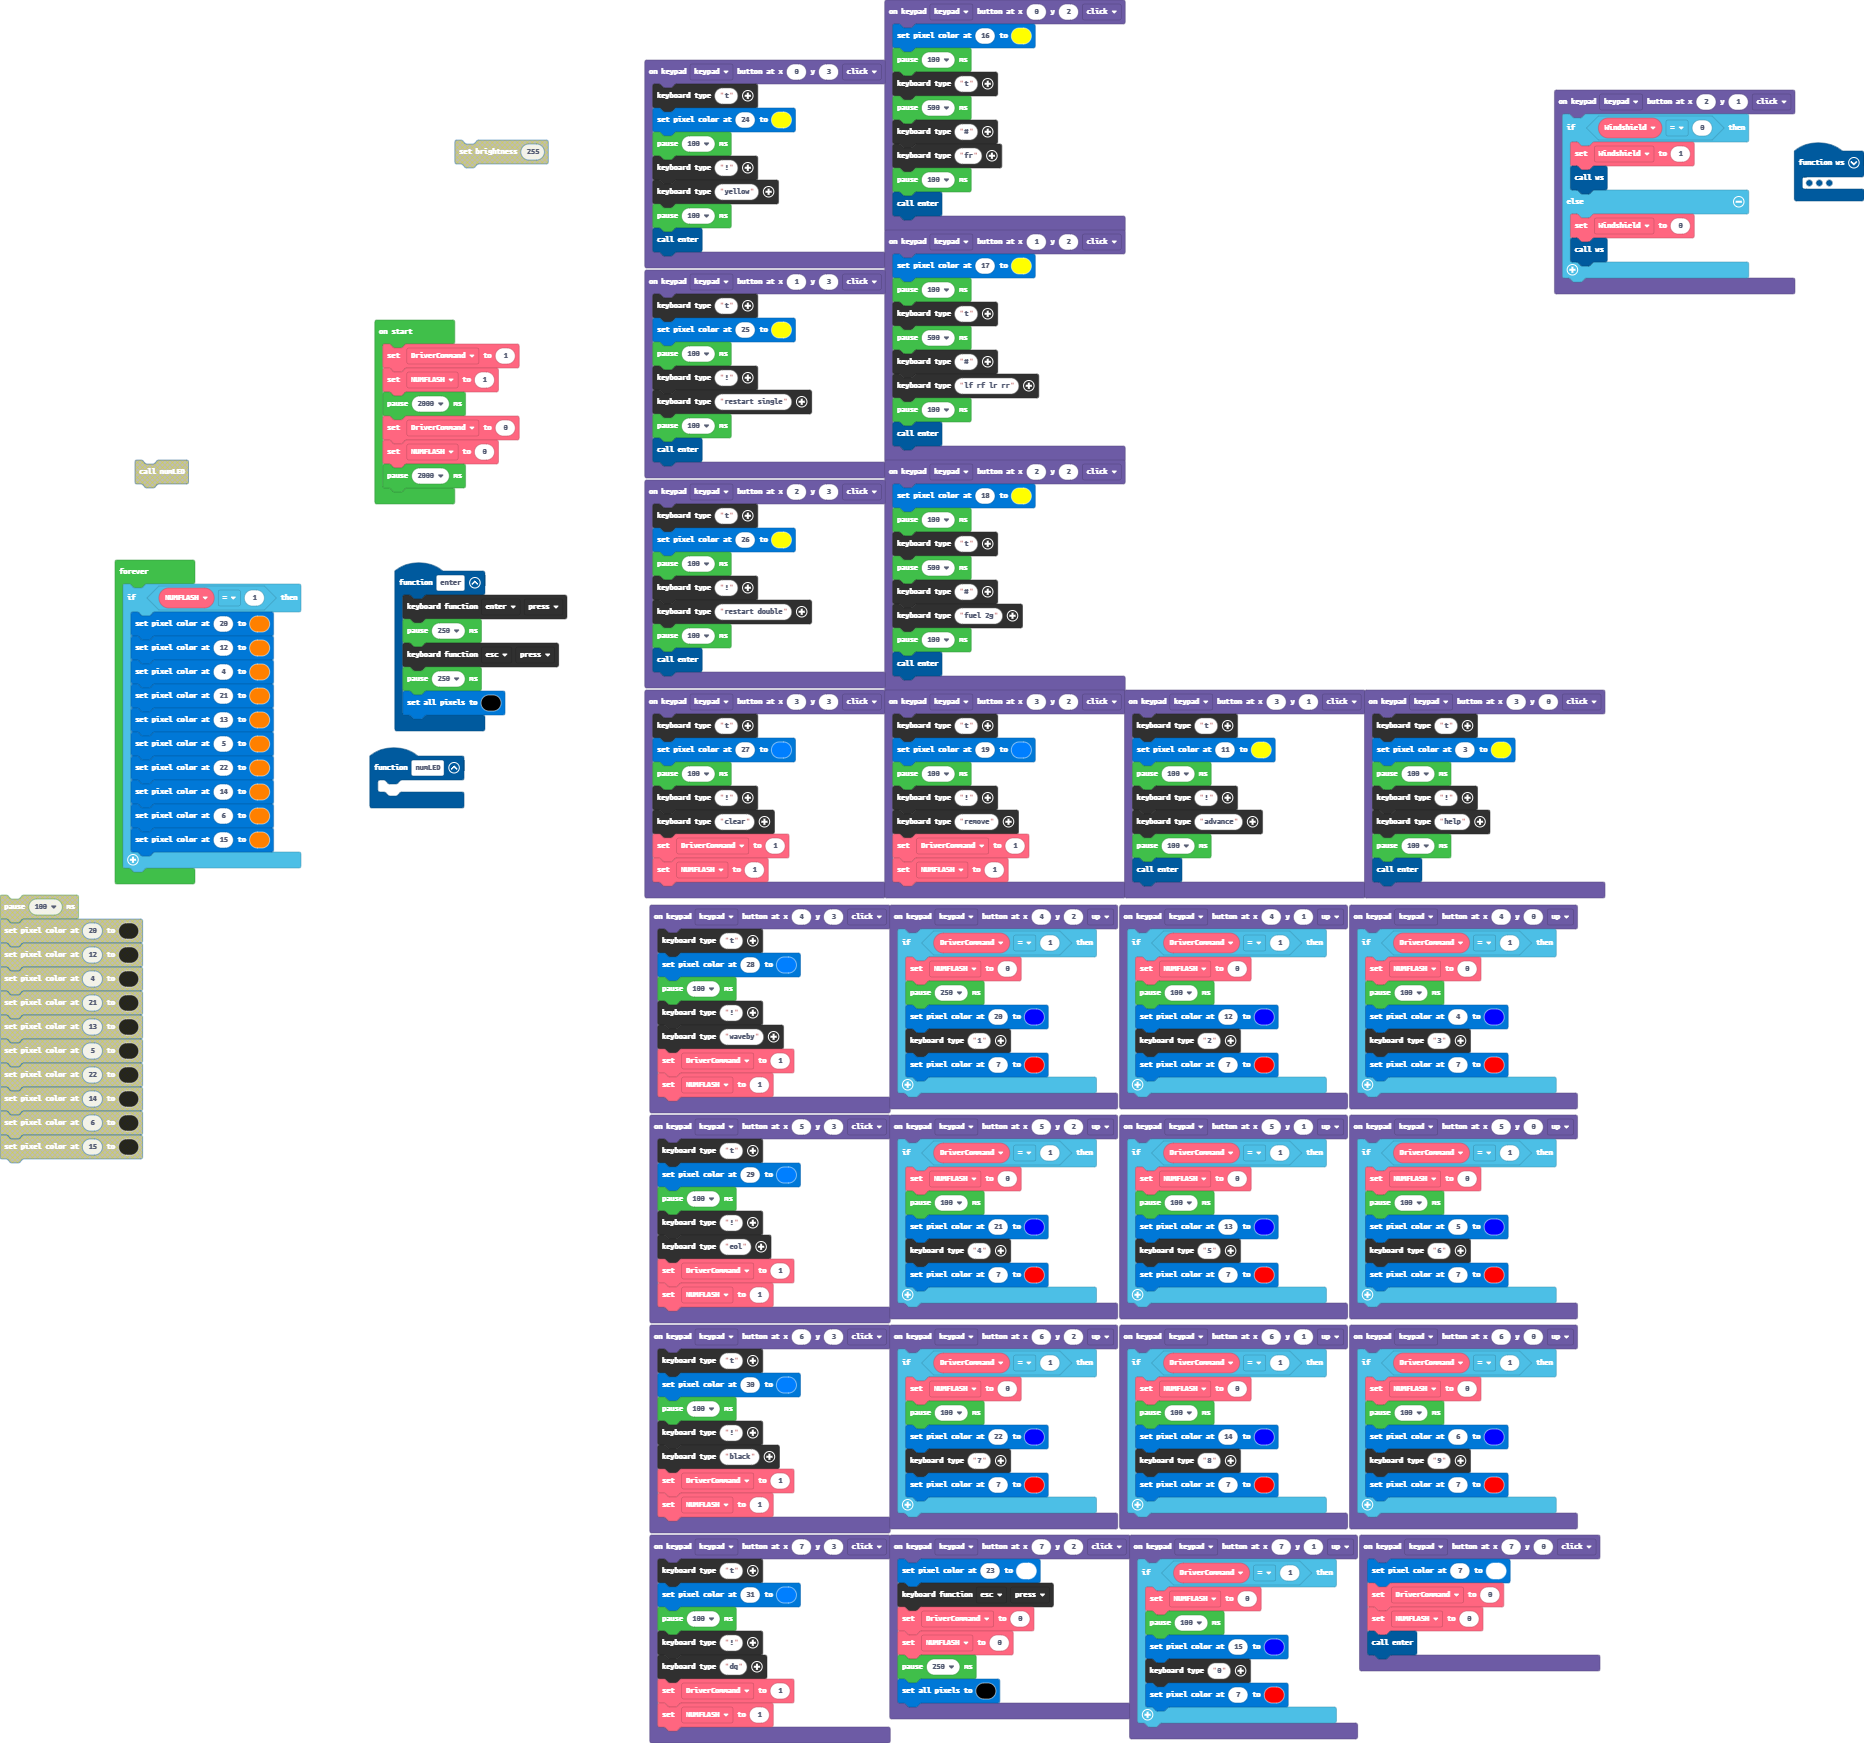 set brightness 255
on start
set DriverCommand to 1
set NUMFLASH to 1
pause 2000 ms
set DriverCommand to 0
set NUMFLASH to 0
pause 2000 ms
call numLED
forever
if NUMFLASH = 1 then
set pixel color at 20 to
set pixel color at 12 to
set pixel color at 4 to
set pixel color at 21 to
set pixel color at 13 to
set pixel color at 5 to
set pixel color at 22 to
set pixel color at 14 to
set pixel color at 6 to
set pixel color at 15 to
function enter
keyboard function enter press
pause 250 ms
keyboard function esc press
pause 250 ms
set all pixels to
function numLED
pause 100 ms
set pixel color at 20 to
set pixel color at 12 to
set pixel color at 4 to
set pixel color at 21 to
set pixel color at 13 to
set pixel color at 5 to
set pixel color at 22 to
set pixel color at 14 to
set pixel color at 6 to
set pixel color at 15 to
on keypad keypad button at x 0 y 3 click
keyboard type "t"
set pixel color at 24 to
pause 100 ms
keyboard type "!"
keyboard type "yellow"
pause 100 ms
call enter
on keypad keypad button at x 1 y 3 click
keyboard type "t"
set pixel color at 25 to
pause 100 ms
keyboard type "!"
keyboard type "restart single"
pause 100 ms
call enter
on keypad keypad button at x 2 y 3 click
keyboard type "t"
set pixel color at 26 to
pause 100 ms
keyboard type "!"
keyboard type "restart double"
pause 100 ms
call enter
on keypad keypad button at x 0 y 2 click
set pixel color at 16 to
pause 100 ms
keyboard type "t"
pause 500 ms
keyboard type "#"
keyboard type "fr"
pause 100 ms
call enter
on keypad keypad button at x 1 y 2 click
set pixel color at 17 to
pause 100 ms
keyboard type "t"
pause 500 ms
keyboard type "#"
keyboard type "lf rf lr rr"
pause 100 ms
call enter
on keypad keypad button at x 2 y 2 click
set pixel color at 18 to
pause 100 ms
keyboard type "t"
pause 500 ms
keyboard type "#"
keyboard type "fuel 2g"
pause 100 ms
call enter
on keypad keypad button at x 2 y 1 click
if Windshield = 0 then
set Windshield to 1
call ws
else
set Windshield to 0
call ws
function ws
on keypad keypad button at x 3 y 3 click
keyboard type "t"
set pixel color at 27 to
pause 100 ms
keyboard type "!"
keyboard type "clear"
set DriverCommand to 1
set NUMFLASH to 1
on keypad keypad button at x 3 y 2 click
keyboard type "t"
set pixel color at 19 to
pause 100 ms
keyboard type "!"
keyboard type "remove"
set DriverCommand to 1
set NUMFLASH to 1
on keypad keypad button at x 3 y 1 click
keyboard type "t"
set pixel color at 11 to
pause 100 ms
keyboard type "!"
keyboard type "advance"
pause 100 ms
call enter
on keypad keypad button at x 3 y 0 click
keyboard type "t"
set pixel color at 3 to
pause 100 ms
keyboard type "!"
keyboard type "help"
pause 100 ms
call enter
on keypad keypad button at x 4 y 3 click
keyboard type "t"
set pixel color at 28 to
pause 100 ms
keyboard type "!"
keyboard type "waveby"
set DriverCommand to 1
set NUMFLASH to 1
on keypad keypad button at x 4 y 2 up
if DriverCommand = 1 then
set NUMFLASH to 0
pause 250 ms
set pixel color at 20 to
keyboard type "1"
set pixel color at 7 to
on keypad keypad button at x 4 y 1 up
if DriverCommand = 1 then
set NUMFLASH to 0
pause 100 ms
set pixel color at 12 to
keyboard type "2"
set pixel color at 7 to
on keypad keypad button at x 4 y 0 up
if DriverCommand = 1 then
set NUMFLASH to 0
pause 100 ms
set pixel color at 4 to
keyboard type "3"
set pixel color at 7 to
on keypad keypad button at x 5 y 3 click
keyboard type "t"
set pixel color at 29 to
pause 100 ms
keyboard type "!"
keyboard type "eol"
set DriverCommand to 1
set NUMFLASH to 1
on keypad keypad button at x 5 y 2 up
if DriverCommand = 1 then
set NUMFLASH to 0
pause 100 ms
set pixel color at 21 to
keyboard type "4"
set pixel color at 7 to
on keypad keypad button at x 5 y 1 up
if DriverCommand = 1 then
set NUMFLASH to 0
pause 100 ms
set pixel color at 13 to
keyboard type "5"
set pixel color at 7 to
on keypad keypad button at x 5 y 0 up
if DriverCommand = 1 then
set NUMFLASH to 0
pause 100 ms
set pixel color at 5 to
keyboard type "6"
set pixel color at 7 to
on keypad keypad button at x 6 y 3 click
keyboard type "t"
set pixel color at 30 to
pause 100 ms
keyboard type "!"
keyboard type "black"
set DriverCommand to 1
set NUMFLASH to 1
on keypad keypad button at x 6 y 2 up
if DriverCommand = 1 then
set NUMFLASH to 0
pause 100 ms
set pixel color at 22 to
keyboard type "7"
set pixel color at 7 to
on keypad keypad button at x 6 y 1 up
if DriverCommand = 1 then
set NUMFLASH to 0
pause 100 ms
set pixel color at 14 to
keyboard type "8"
set pixel color at 7 to
on keypad keypad button at x 6 y 0 up
if DriverCommand = 1 then
set NUMFLASH to 0
pause 100 ms
set pixel color at 6 to
keyboard type "9"
set pixel color at 7 to
on keypad keypad button at x 7 y 3 click
keyboard type "t"
set pixel color at 31 to
pause 100 ms
keyboard type "!"
keyboard type "dq"
set DriverCommand to 1
set NUMFLASH to 1
on keypad keypad button at x 7 y 2 click
set pixel color at 23 to
keyboard function esc press
set DriverCommand to 0
set NUMFLASH to 0
pause 250 ms
set all pixels to
on keypad keypad button at x 7 y 1 up
if DriverCommand = 1 then
set NUMFLASH to 0
pause 100 ms
set pixel color at 15 to
keyboard type "0"
set pixel color at 7 to
on keypad keypad button at x 7 y 0 click
set pixel color at 7 to
set DriverCommand to 0
set NUMFLASH to 0
call enter